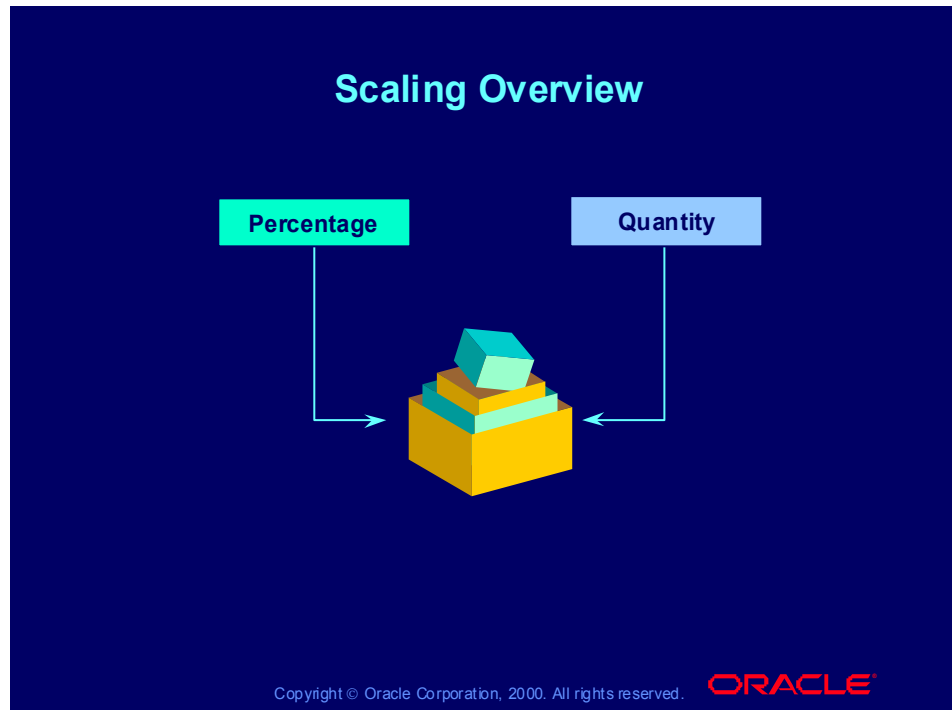 Scaling Overview
Percentage
Quantity
Copyright © Oracle Corporation, 2000. All rights reserved.
ORACLE®